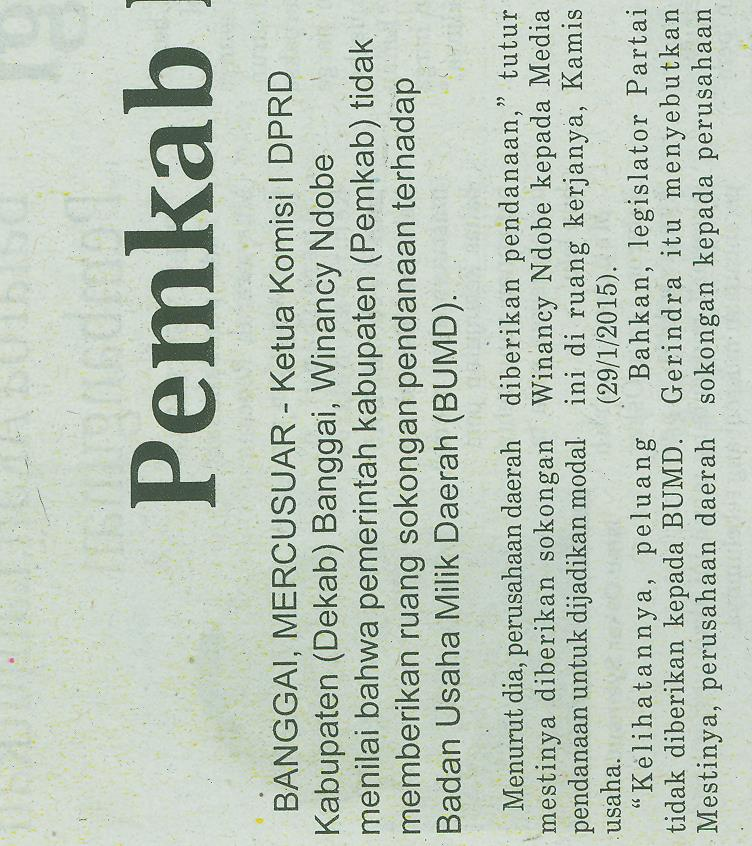 Pemkab
BANGGAI, MERCUSUAR - Ketua Komisi I DPRD
Kabupaten (Dekab) Banggai, Winancy Ndobe
menilai bahwa pemerintah kabupaten (Pemkab) tidak
memberikan ruang sokongan pendanaan terhadap
Badan Usaha Milik Daerah (BUMD).
Menurut dia, perusahaan daerah
mestinya diberikan sokongan
pendanaan untuk dijadikan modal
usaha.
“Kelihatannya, peluang
tidak diberikan kepada BUMD.
Mestinya, perusahaan daerah
diberikan pendanaan,” tutur
Winancy Ndobe kepada Media
ini di ruang kerjanya, Kamis
(29/1/2015).
Bahkan, legislator Partai
Gerindra itu menyebutkan
sokongan kepada perusahaan